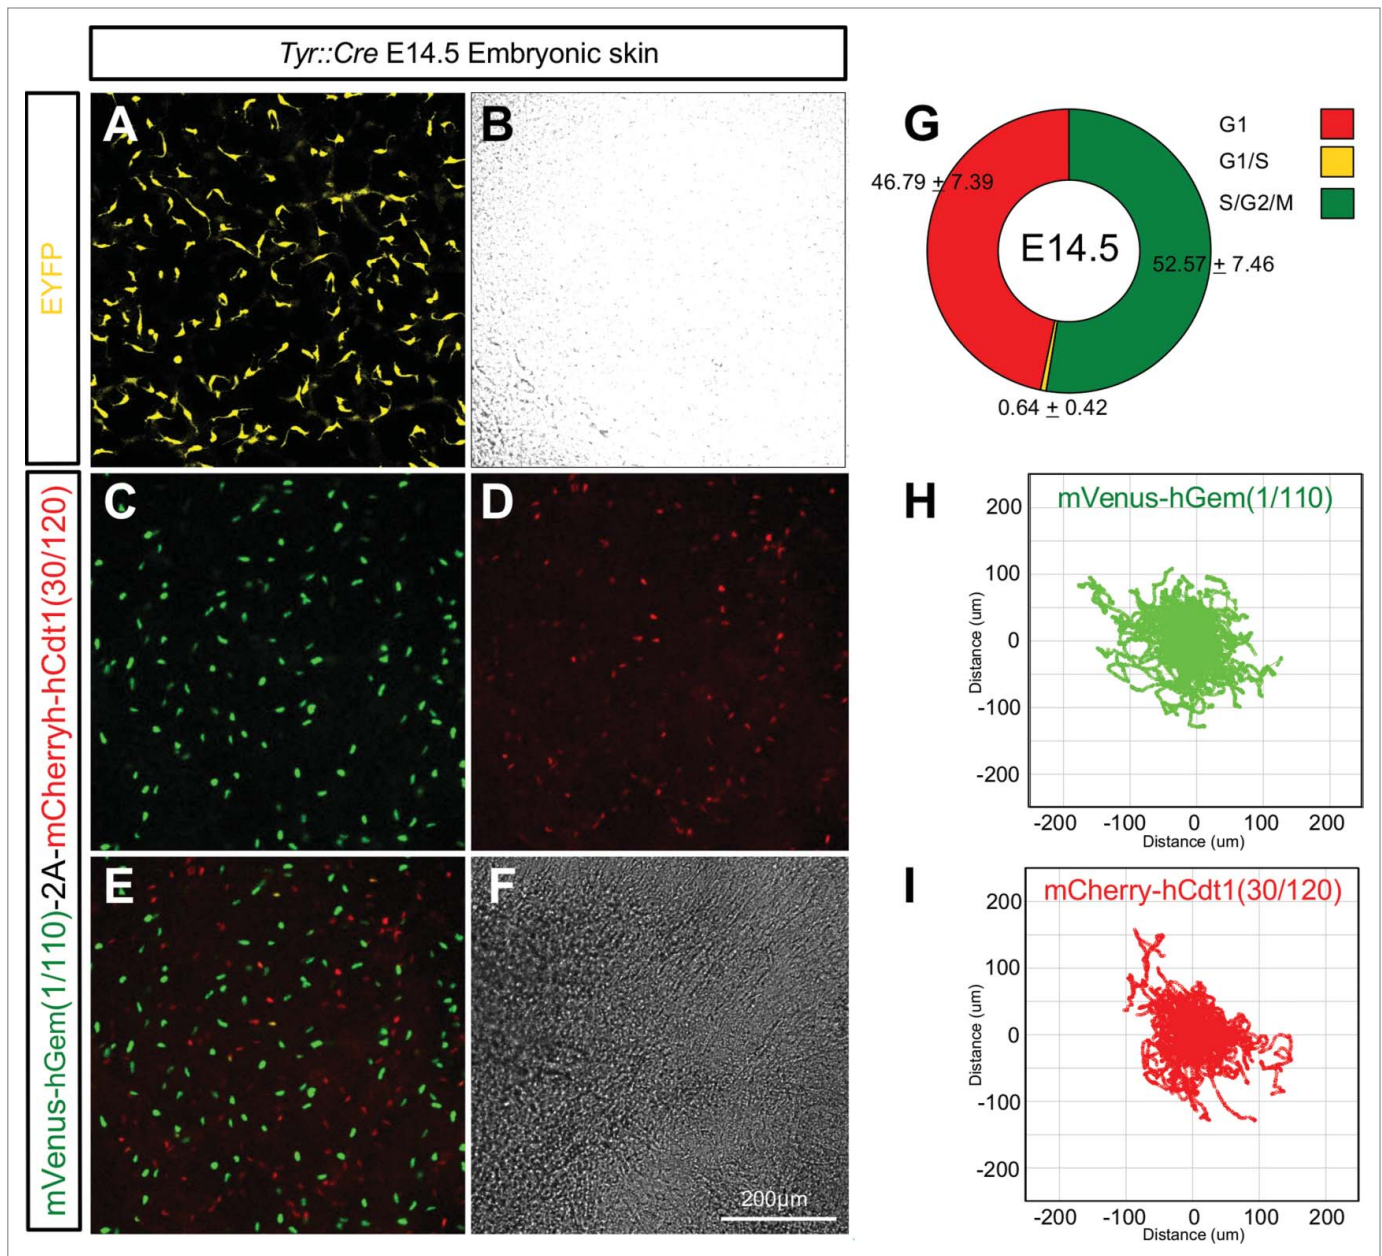 Tyr::Cre E14.5 Embryonic skin
EYFP
A
B
G
G1
G1/S
S/G2/M
46.79 ± 7.39
E14.5
52.57 ± 7.46
0.64 ± 0.42
mVenus-hGem(1/110)-2A-mCherryh-hCdt1(30/120)
C
D
E
F
200µm
H
mVenus-hGem(1/110)
200
100
0
-100
-200
Distance (um)
-200 -100 0 100 200
Distance (um)
I
mCherry-hCdt1(30/120)
200
100
0
-100
-200
Distance (um)
-200 -100 0 100 200
Distance (um)